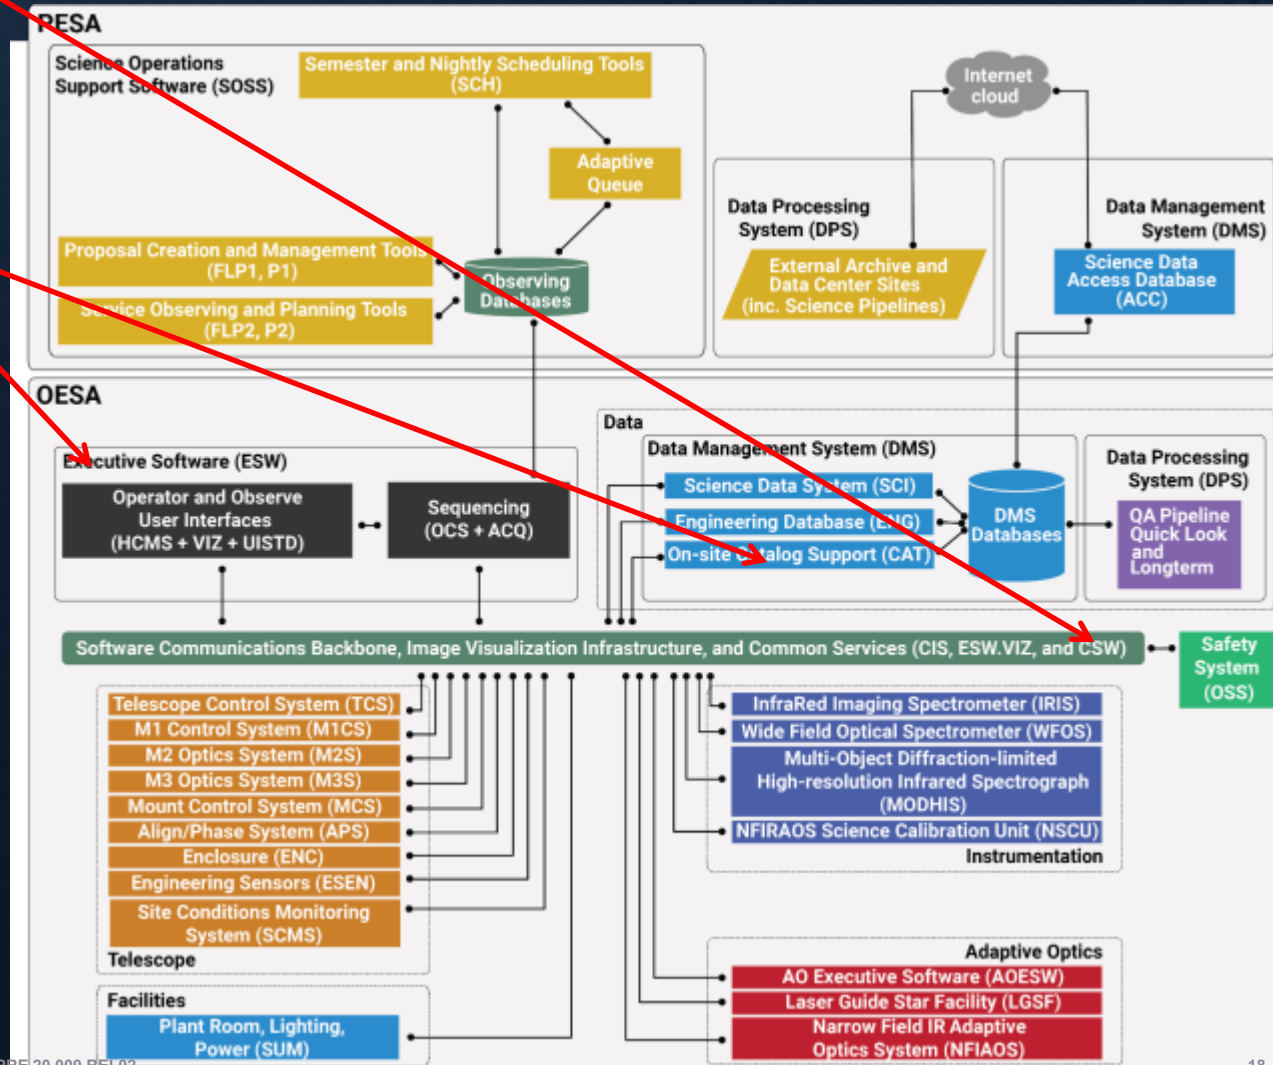 PESA
Science Operations
Support Software (SOSS)
Semester and Nightly Scheduling Tools
(SCH)
Adaptive
Queue
Proposal Creation and Management Tools
(FLP1, P1)
Service Observing and Planning Tools
(FLP2, P2)
Observing
Databases
Internet
cloud
Data Processing
System (DPS)
External Archive and
Data Center Sites
(inc. Science Pipelines)
Data Management
System (DMS)
Science Data
Access Database
(ACC)
OESA
Executive Software (ESW)
Operator and Observe
User Interfaces
(HCMS + VIZ + UISTD)
Sequencing
(OCS + ACQ)
Data
Data Management System (DMS)
Science Data System (SCI)
Engineering Database (ENG)
On-site Catalog Support (CAT)
DMS
Databases
Data Processing
System (DPS)
QA Pipeline
Quick Look
and
Longterm
Software Communications Backbone, Image Visualization Infrastructure, and Common Services (CIS, ESW.VIZ, and CSW)
Safety
System
(OSS)
Telescope Control System (TCS)
M1 Control System (M1CS)
M2 Optics System (M2S)
M3 Optics System (M3S)
Mount Control System (MCS)
Align/Phase System (APS)
Enclosure (ENC)
Engineering Sensors (ESEN)
Site Conditions Monitoring
System (SCMS)
Telescope
Facilities
Plant Room, Lighting,
Power (SUM)
InfraRed Imaging Spectrometer (IRIS)
Wide Field Optical Spectrometer (WFOS)
Multi-Object Diffraction-limited
High-resolution Infrared Spectrograph
(MODHIS)
NFIRAOS Science Calibration Unit (NSCU)
Instrumentation
Adaptive Optics
AO Executive Software (AOESW)
Laser Guide Star Facility (LGSF)
Narrow Field IR Adaptive
Optics System (NFIAOS)
18